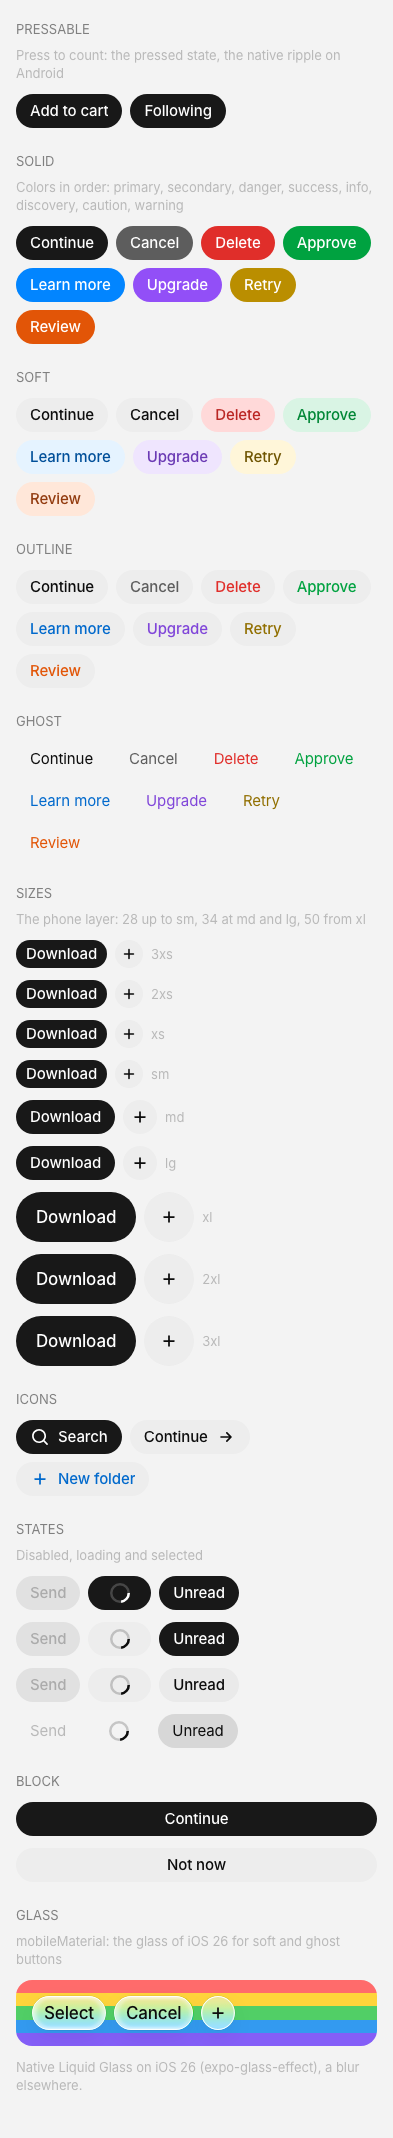 PRESSABLE
Press to count: the pressed state, the native ripple on
Android
Add to cart Following
SOLID
Colors in order: primary, secondary, danger, success, info,
discovery, caution, warning
Continue Cancel Delete Approve
Learn more Upgrade Retry
Review
SOFT
Continue Cancel Delete Approve
Learn more Upgrade Retry
Review
OUTLINE
Continue Cancel Delete Approve
Learn more Upgrade Retry
Review
GHOST
Continue Cancel Delete Approve
Learn more Upgrade Retry
Review
SIZES
The phone layer: 28 up to sm, 34 at md and lg, 50 from xl
Download + 3xs
Download + 2xs
Download + xs
Download + sm
Download + md
Download + lg
Download + xl
Download + 2xl
Download + 3xl
ICONS
Search Continue →
+ New folder
STATES
Disabled, loading and selected
Send Unread
Send Unread
Send Unread
Send Unread
BLOCK
Continue
Not now
GLASS
mobileMaterial: the glass of iOS 26 for soft and ghost
buttons
Select Cancel +
Native Liquid Glass on iOS 26 (expo-glass-effect), a blur
elsewhere.